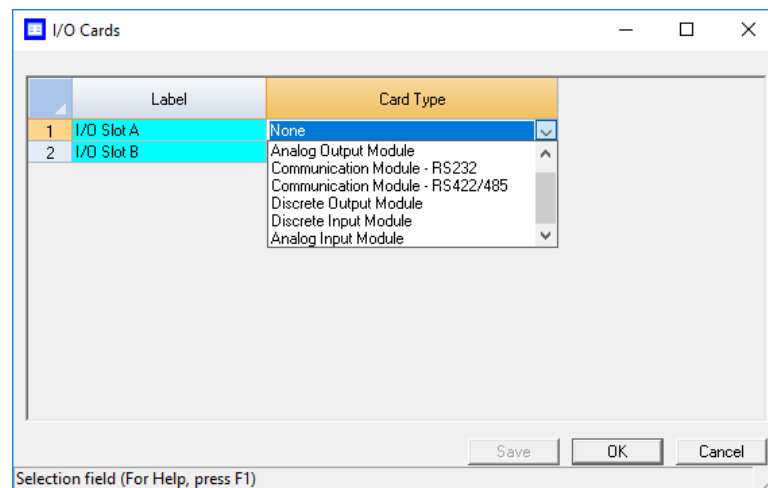 I/O Cards
Label Card Type
1 I/O Slot A None
2 I/O Slot B Analog Output Module
Communication Module - RS232
Communication Module - RS422/485
Discrete Output Module
Discrete Input Module
Analog Input Module
Save OK Cancel
Selection field (For Help, press F1)